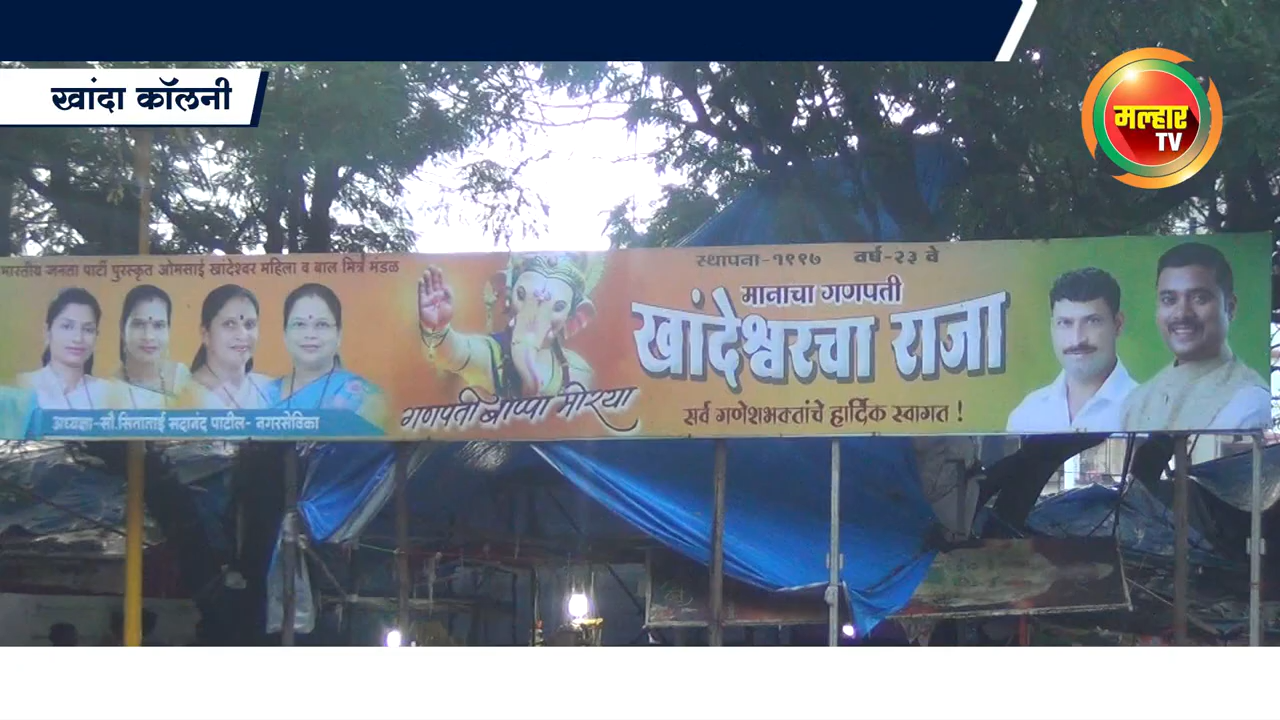 खांदा कॉलनी
मल्हार
TV
भारतीय जनता पार्टी पुरस्कृत ओमसाई खांदेश्वर महिला व बाल मित्र मंडळ
स्थापना-१९९७ वर्ष-२३ वे
मानाचा गणपती
खांदेश्वरचा राजा
गणपती बाप्पा मोरया
सर्व गणेशभक्तांचे हार्दिक स्वागत !
अध्यक्षा-सौ.सिताताई सदानंद पाटील- नगरसेविका